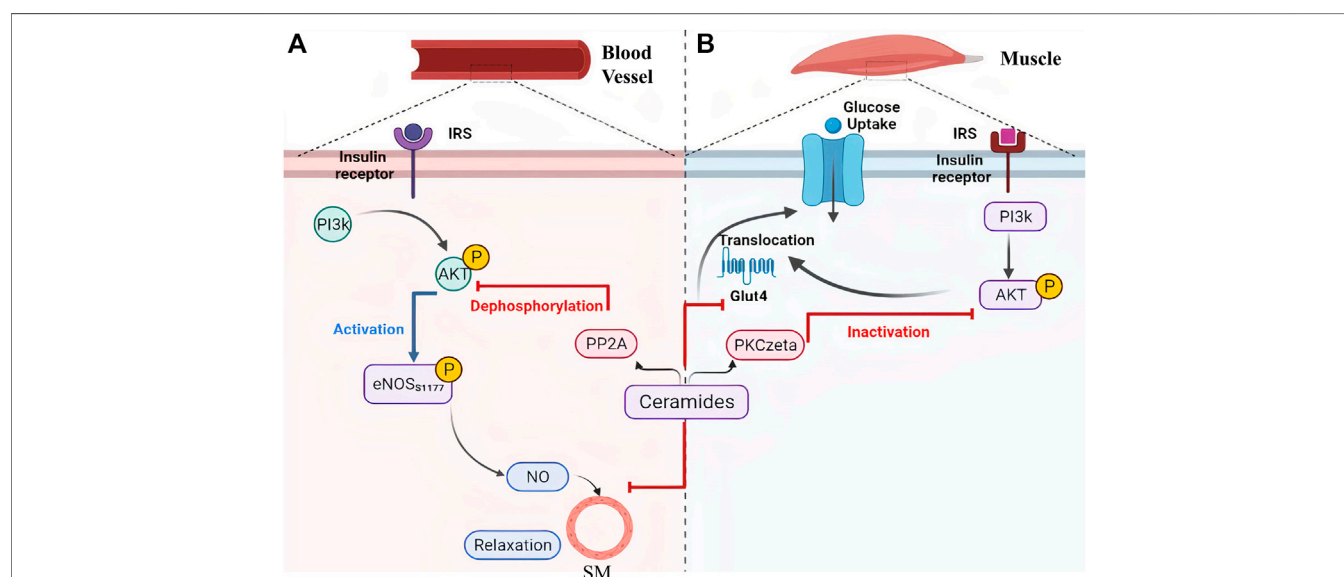 A
Blood
Vessel
IRS
Insulin
receptor
PI3k
AKT
P
Dephosphorylation
Activation
PP2A
eNOSS1177
P
Ceramides
NO
Relaxation
SM
B
Muscle
Glucose
Uptake
IRS
Insulin
receptor
PI3k
Translocation
Glut4
AKT
P
PKCzeta
Inactivation